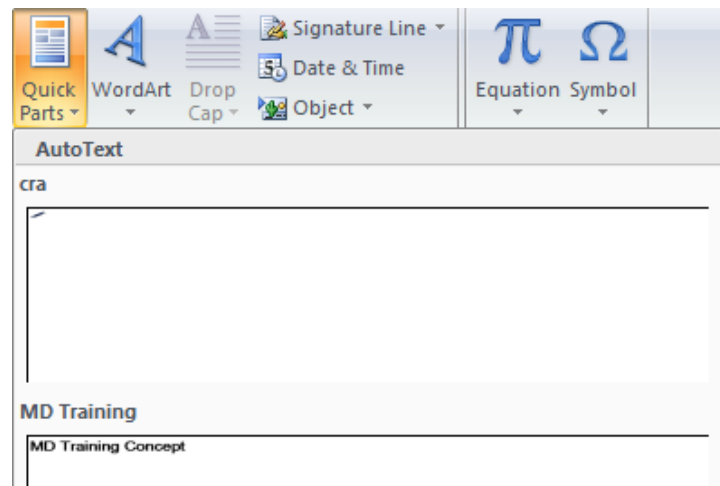 Signature Line
Date & Time
Quick Parts
WordArt
Drop Cap
Object
Equation
Symbol
AutoText
cra
MD Training
MD Training Concept